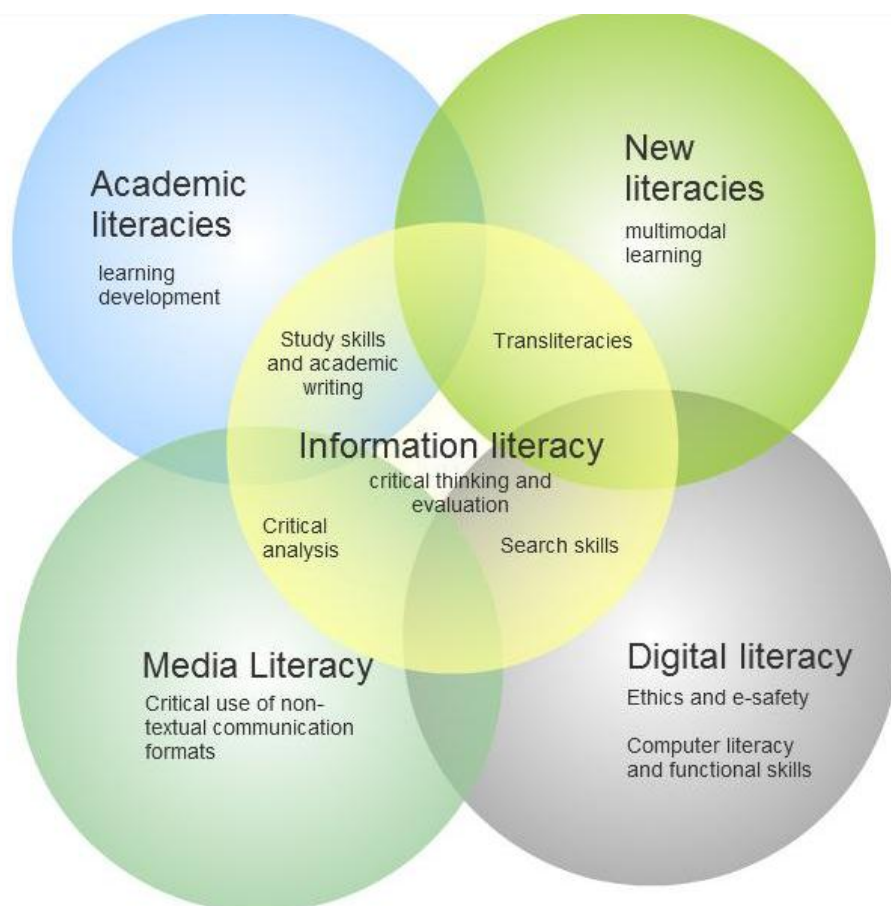 Academic
literacies
learning
development
New
literacies
multimodal
learning
Study skills
and academic
writing
Transliteracies
Information literacy
critical thinking and
evaluation
Critical
analysis
Search skills
Media Literacy
Critical use of non-
textual communication
formats
Digital literacy
Ethics and e-safety
Computer literacy
and functional skills